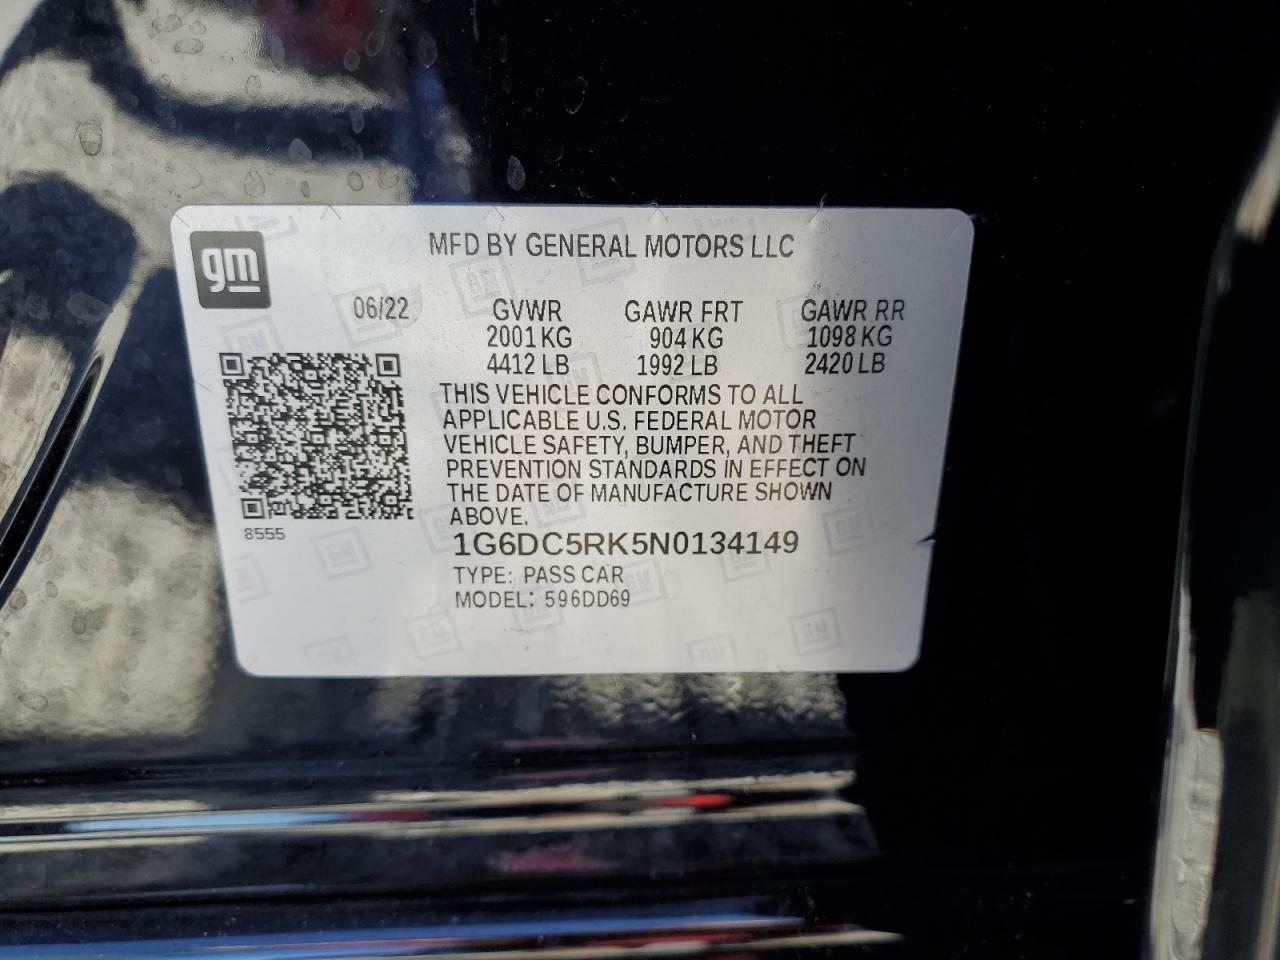 gm
MFD BY GENERAL MOTORS LLC
06/22 GVWR GAWR FRT GAWR RR
2001 KG 904 KG 1098 KG
4412 LB 1992 LB 2420 LB
THIS VEHICLE CONFORMS TO ALL
APPLICABLE U.S. FEDERAL MOTOR
VEHICLE SAFETY, BUMPER, AND THEFT
PREVENTION STANDARDS IN EFFECT ON
THE DATE OF MANUFACTURE SHOWN
ABOVE.
8555
1G6DC5RK5N0134149
TYPE: PASS CAR
MODEL: 596DD69